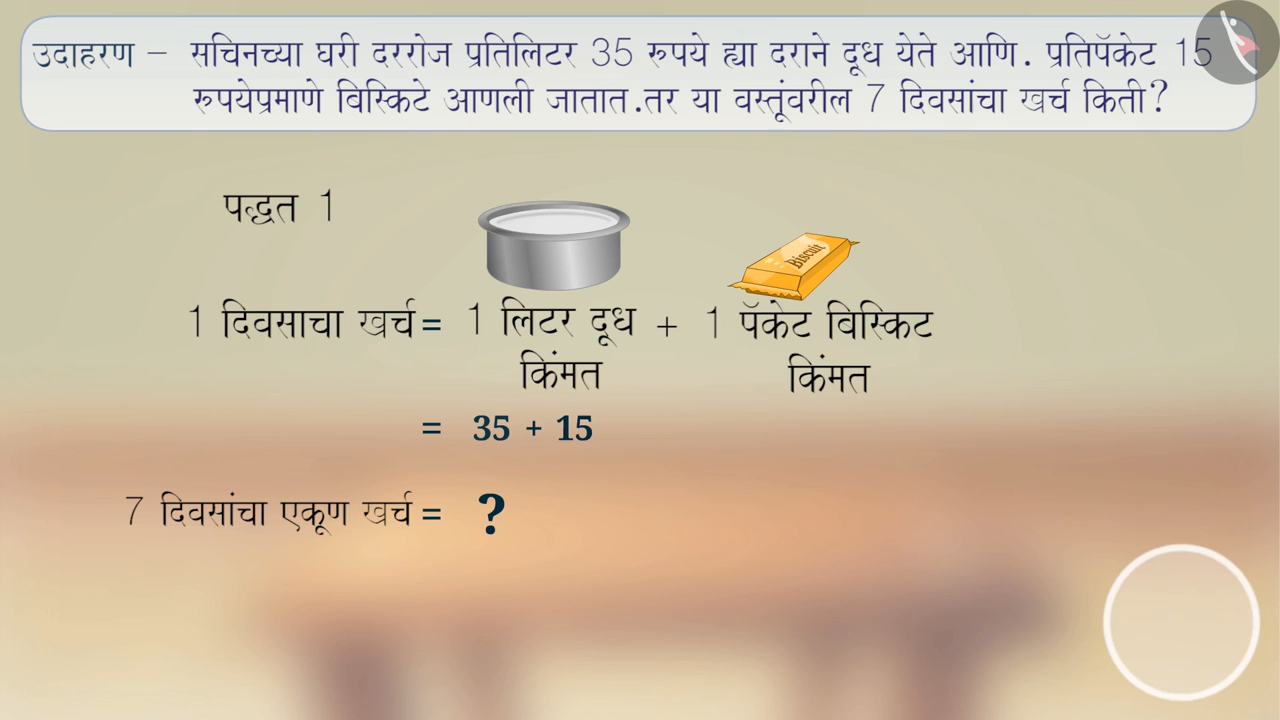 उदाहरण – सचिनच्या घरी दररोज प्रतिलिटर 35 रुपये ह्या दराने दूध येते आणि. प्रतिपॅकेट 15
रुपयेप्रमाणे बिस्किटे आणली जातात.तर या वस्तूंवरील 7 दिवसांचा खर्च किती?
पद्धत 1
Biscuit
1 दिवसाचा खर्च = 1 लिटर दूध + 1 पॅकेट बिस्किट
किंमत किंमत
= 35 + 15
7 दिवसांचा एकूण खर्च = ?